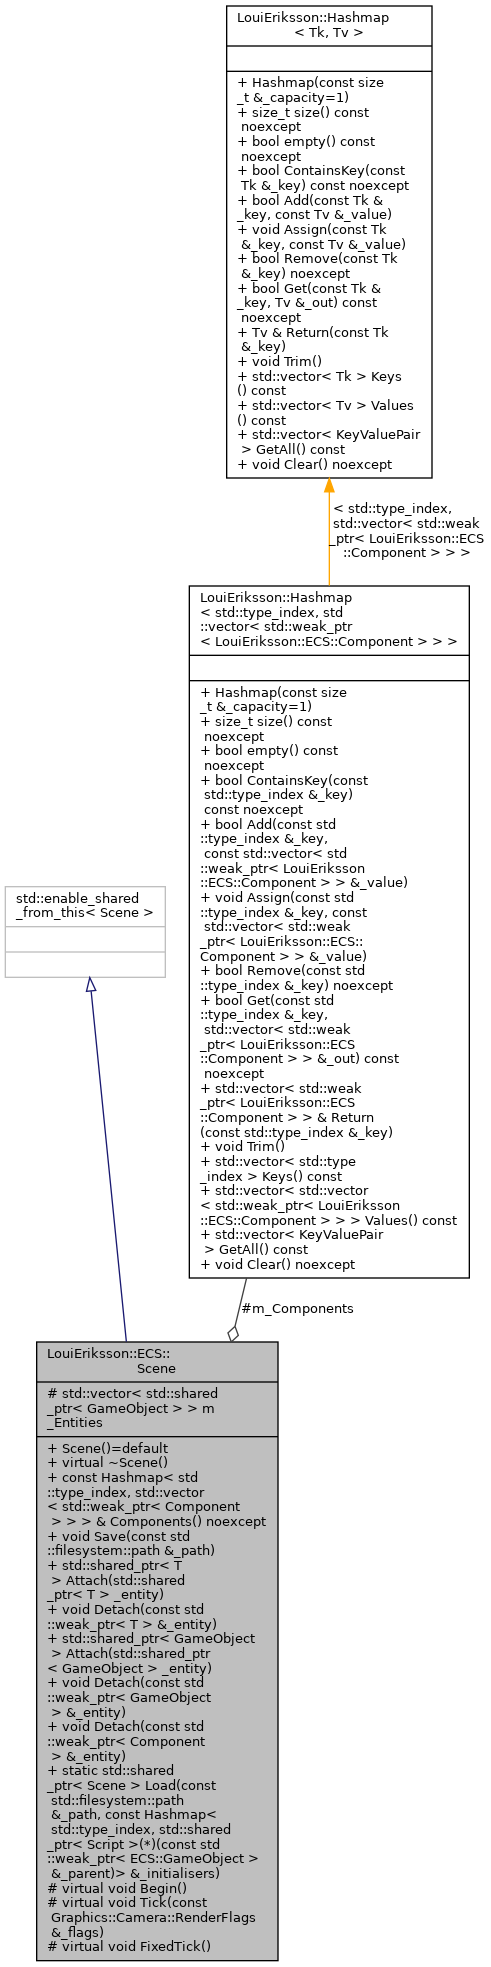 LouiEriksson::Hashmap
< Tk, Tv >
+ Hashmap(const size
_t &_capacity=1)
+ size_t size() const
noexcept
+ bool empty() const
noexcept
+ bool ContainsKey(const
Tk &_key) const noexcept
+ bool Add(const Tk &
_key, const Tv &_value)
+ void Assign(const Tk
&_key, const Tv &_value)
+ bool Remove(const Tk
&_key) noexcept
+ bool Get(const Tk &
_key, Tv &_out) const
noexcept
+ Tv & Return(const Tk
&_key)
+ void Trim()
+ std::vector< Tk > Keys
() const
+ std::vector< Tv > Values
() const
+ std::vector< KeyValuePair
> GetAll() const
+ void Clear() noexcept
< std::type_index,
std::vector< std::weak
_ptr< LouiEriksson::ECS
::Component > > >
LouiEriksson::Hashmap
< std::type_index, std
::vector< std::weak_ptr
< LouiEriksson::ECS::Component > > >
+ Hashmap(const size
_t &_capacity=1)
+ size_t size() const
noexcept
+ bool empty() const
noexcept
+ bool ContainsKey(const
std::type_index &_key)
const noexcept
+ bool Add(const std
::type_index &_key,
const std::vector< std
::weak_ptr< LouiEriksson
::ECS::Component > > &_value)
+ void Assign(const std
::type_index &_key, const
std::vector< std::weak
_ptr< LouiEriksson::ECS::
Component > > &_value)
+ bool Remove(const std
::type_index &_key) noexcept
+ bool Get(const std
::type_index &_key,
std::vector< std::weak
_ptr< LouiEriksson::ECS
::Component > > &_out) const
noexcept
+ std::vector< std::weak
_ptr< LouiEriksson::ECS
::Component > > & Return
(const std::type_index &_key)
+ void Trim()
+ std::vector< std::type
_index > Keys() const
+ std::vector< std::vector
< std::weak_ptr< LouiEriksson
::ECS::Component > > > Values() const
+ std::vector< KeyValuePair
> GetAll() const
+ void Clear() noexcept
std::enable_shared
_from_this< Scene >
#m_Components
LouiEriksson::ECS::
Scene
# std::vector< std::shared
_ptr< GameObject > > m
_Entities
+ Scene()=default
+ virtual ~Scene()
+ const Hashmap< std
::type_index, std::vector
< std::weak_ptr< Component
> > > & Components() noexcept
+ void Save(const std
::filesystem::path &_path)
+ std::shared_ptr< T
> Attach(std::shared
_ptr< T > _entity)
+ void Detach(const std
::weak_ptr< T > &_entity)
+ std::shared_ptr< GameObject
> Attach(std::shared_ptr
< GameObject > _entity)
+ void Detach(const std
::weak_ptr< GameObject
> &_entity)
+ void Detach(const std
::weak_ptr< Component
> &_entity)
+ static std::shared
_ptr< Scene > Load(const
std::filesystem::path
&_path, const Hashmap<
std::type_index, std::shared
_ptr< Script >(*)(const std
::weak_ptr< ECS::GameObject >
&_parent)> &_initialisers)
# virtual void Begin()
# virtual void Tick(const
Graphics::Camera::RenderFlags
&_flags)
# virtual void FixedTick()